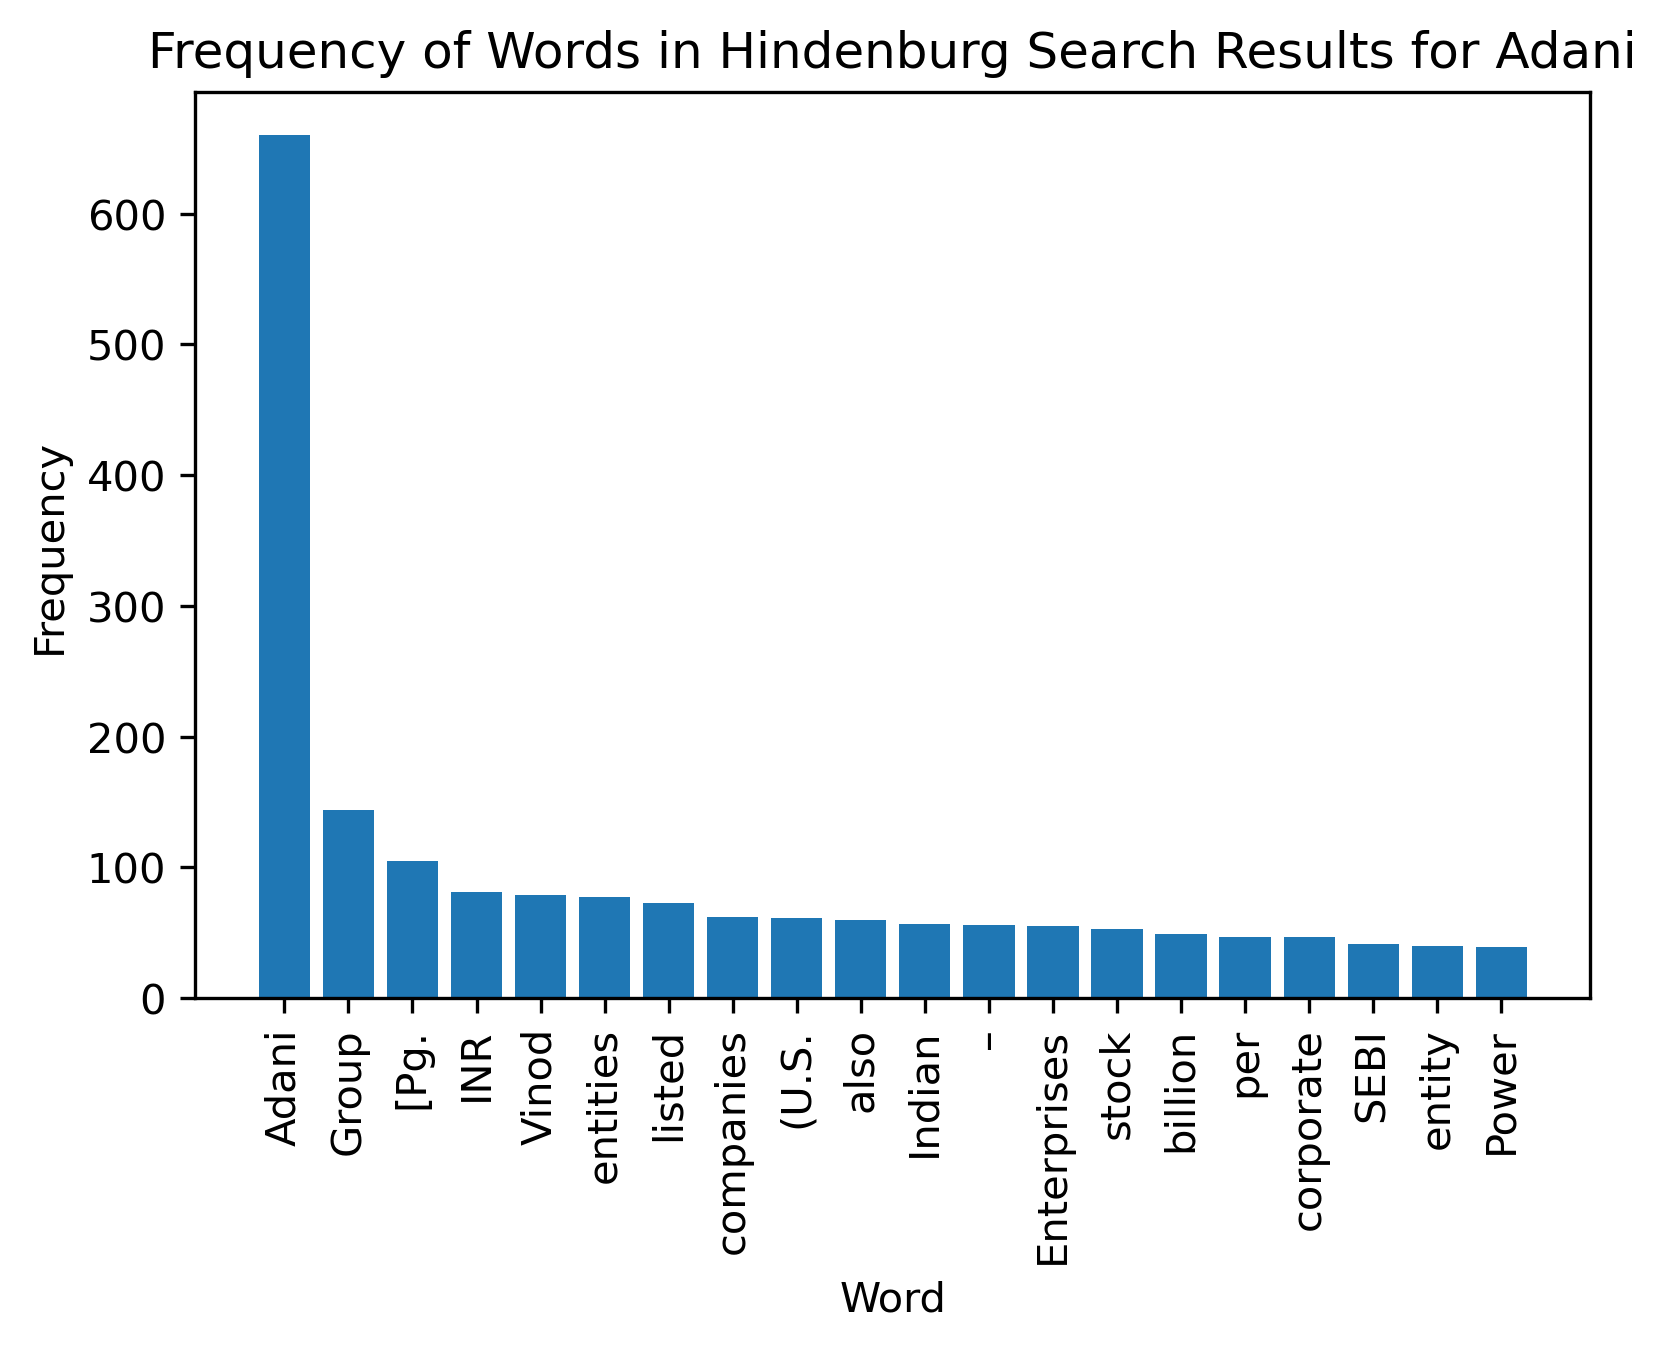 Frequency of Words in Hindenburg Search Results for Adani
Frequency
600
500
400
300
200
100
0
Adani
Group
[Pg.
INR
Vinod
entities
listed
companies
(U.S.
also
Indian
–
Enterprises
stock
billion
per
corporate
SEBI
entity
Power
Word